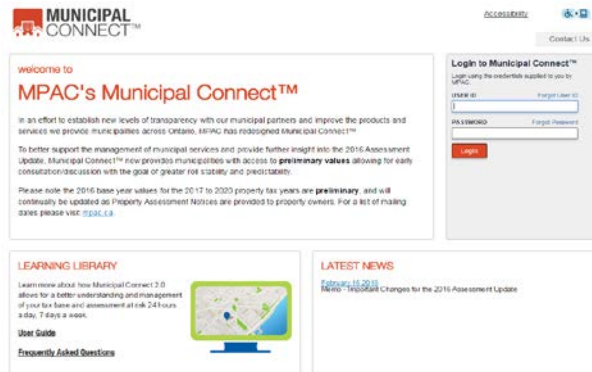 MUNICIPAL
CONNECT™
Accessibility
Contact Us
welcome to
MPAC's Municipal Connect™
In an effort to establish new levels of transparency with our municipal partners and improve the products and
services we provide municipalities across Ontario, MPAC has redesigned Municipal Connect™
To better support the management of municipal services and provide further insight into the 2016 Assessment
Update, Municipal Connect™ now provides municipalities with access to preliminary values allowing for early
consultation/discussion with the goal of greater roll stability and predictability.
Please note the 2016 base year values for the 2017 to 2020 property tax years are preliminary, and will
continually be updated as Property Assessment Notices are provided to property owners. For a list of mailing
dates please visit mpac.ca.
Login to Municipal Connect™
Login using the credentials supplied to you by
MPAC.
USER ID Forgot User ID
PASSWORD Forgot Password
Login
LEARNING LIBRARY
Learn more about how Municipal Connect 2.0
allows for a better understanding and management
of your tax base and assessment at risk 24 hours
a day, 7 days a week.
User Guide
Frequently Asked Questions
LATEST NEWS
February 16 2016
Memo - Important Changes for the 2016 Assessment Update